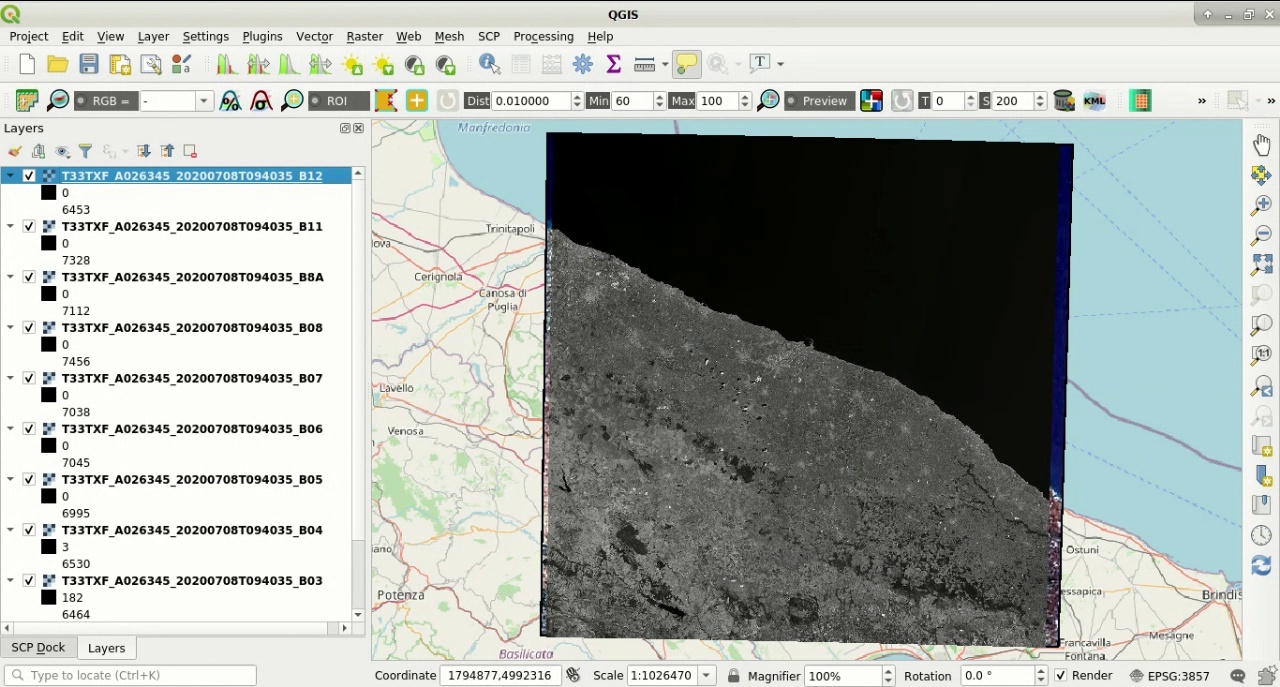 QGIS
Project Edit View Layer Settings Plugins Vector Raster Web Mesh SCP Processing Help
RGB = - ROI Dist 0.010000 Min 60 Max 100 Preview T 0 S 200 KML » »
Layers
T33TXF_A026345_20200708T094035_B12
0
6453
T33TXF_A026345_20200708T094035_B11
0
7328
T33TXF_A026345_20200708T094035_B8A
0
7112
T33TXF_A026345_20200708T094035_B08
0
7456
T33TXF_A026345_20200708T094035_B07
0
7038
T33TXF_A026345_20200708T094035_B06
0
7045
T33TXF_A026345_20200708T094035_B05
0
6995
T33TXF_A026345_20200708T094035_B04
3
6530
T33TXF_A026345_20200708T094035_B03
182
6464
SCP Dock Layers
Manfredonia
Trinitapoli
lova
Cerignola
Canosa di
Puglia
Lavello
Venosa
iano
Potenza
Basilicata
Ostuni
essapica
Brindis
Mesagne
Francavilla
Fontana
1:1
Type to locate (Ctrl+K) Coordinate 1794877,4992316 Scale 1:1026470 Magnifier 100% Rotation 0.0 ° Render EPSG:3857